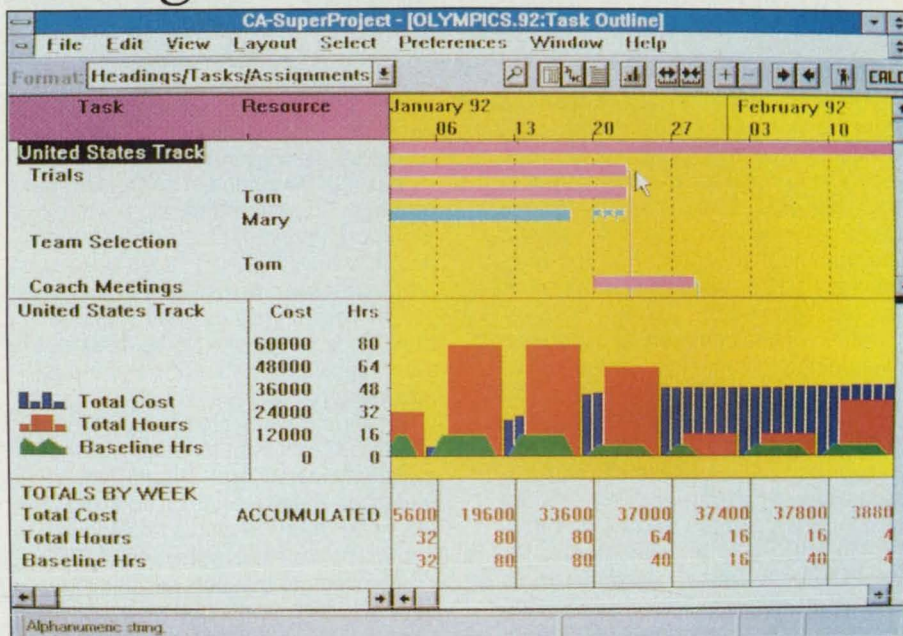 CA-SuperProject - [OLYMPICS.92:Task Outline]
File Edit View Layout Select Preferences Window Help
Format: Headings/Tasks/Assignments CALC
Task Resource January 92 February 92
06 13 20 27 03 10
United States Track
Trials
Tom
Mary
Team Selection
Tom
Coach Meetings
United States Track Cost Hrs
60000 80
48000 64
36000 48
24000 32
12000 16
0 0
Total Cost
Total Hours
Baseline Hrs
TOTALS BY WEEK
Total Cost ACCUMULATED 5600 19600 33600 37000 37400 37800 3880
Total Hours 32 80 80 64 16 16 4
Baseline Hrs 32 80 80 40 16 40 4
Alphanumeric string.